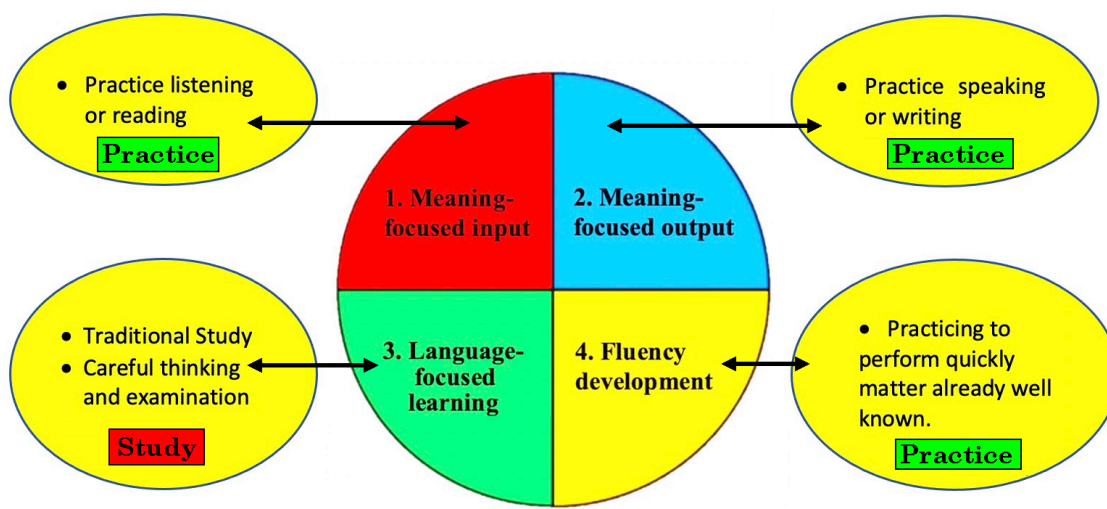 • Practice listening
or reading
Practice
• Practice speaking
or writing
Practice
1. Meaning-
focused input
2. Meaning-
focused output
• Traditional Study
• Careful thinking
and examination
Study
3. Language-
focused
learning
4. Fluency
development
• Practicing to
perform quickly
matter already well
known.
Practice